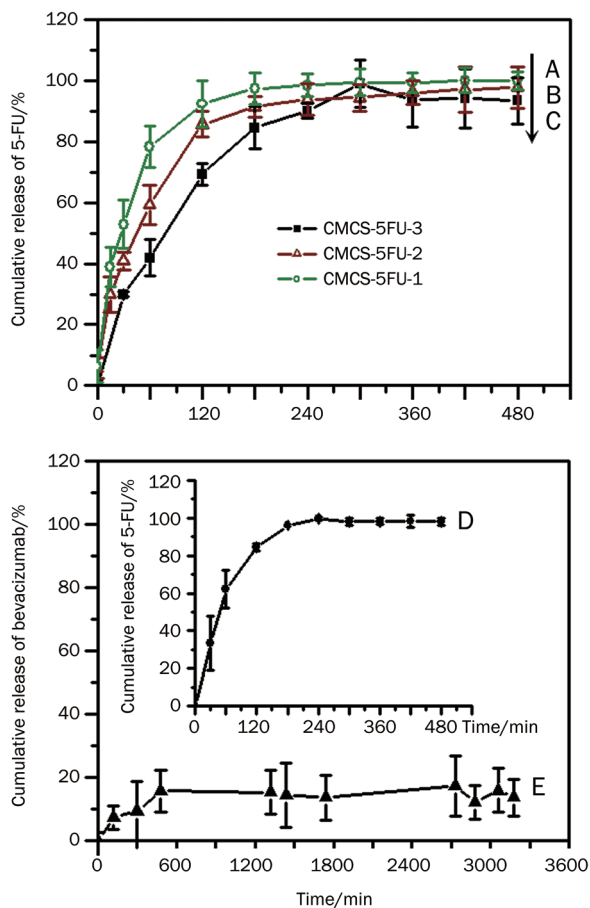 Cumulative release of 5-FU/%
120
100
80
60
40
20
0
A
B
C
CMCS-5FU-3
CMCS-5FU-2
CMCS-5FU-1
0 120 240 360 480
Cumulative release of bevacizumab/%
120
100
80
60
40
20
0
Cumulative release of 5-FU/%
120
100
80
60
40
20
0
D
0 120 240 360 480 Time/min
E
0 600 1200 1800 2400 3000 3600
Time/min